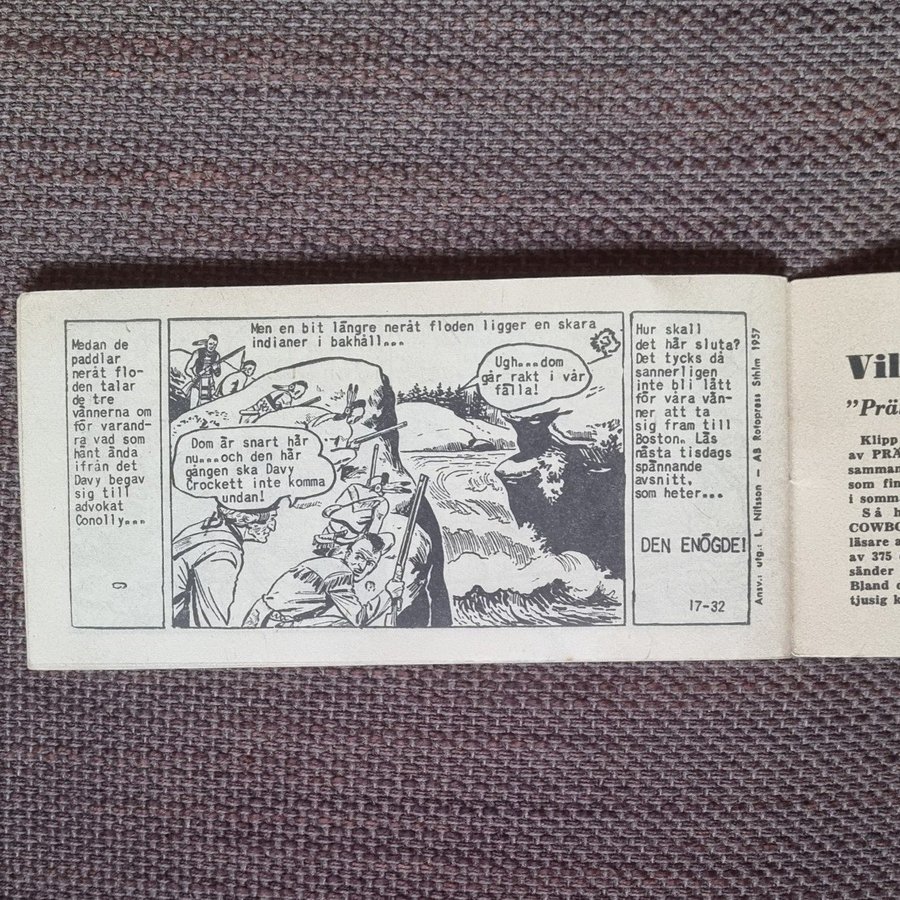 Medan de
paddlar
neråt flo-
den talar
de tre
vännerna om
för varand-
ra vad som
hänt ända
ifrån det
Davy begav
sig till
advokat
Conolly...
Men en bit längre neråt floden ligger en skara
indianer i bakhåll...
Ugh...dom
går rakt i vår
fälla!
Dom är snart här
nu...och den här
gången ska Davy
Crockett inte komma
undan!
Hur skall
det här sluta?
Det tycks då
sannerligen
inte bli lätt
för våra vän-
ner att ta
sig fram till
Boston. Läs
nästa tisdags
spännande
avsnitt,
som heter...
DEN ENÖGDE!
17-32
Ansv.: utg.: L. Nilsson — AB Rotopress Sthlm 1957
Vil
"Präl
Klipp
av PRÄ
samman
som fin
i somm
Så h
COWBO
läsare a
av 375
sänder
Bland
tjusig k